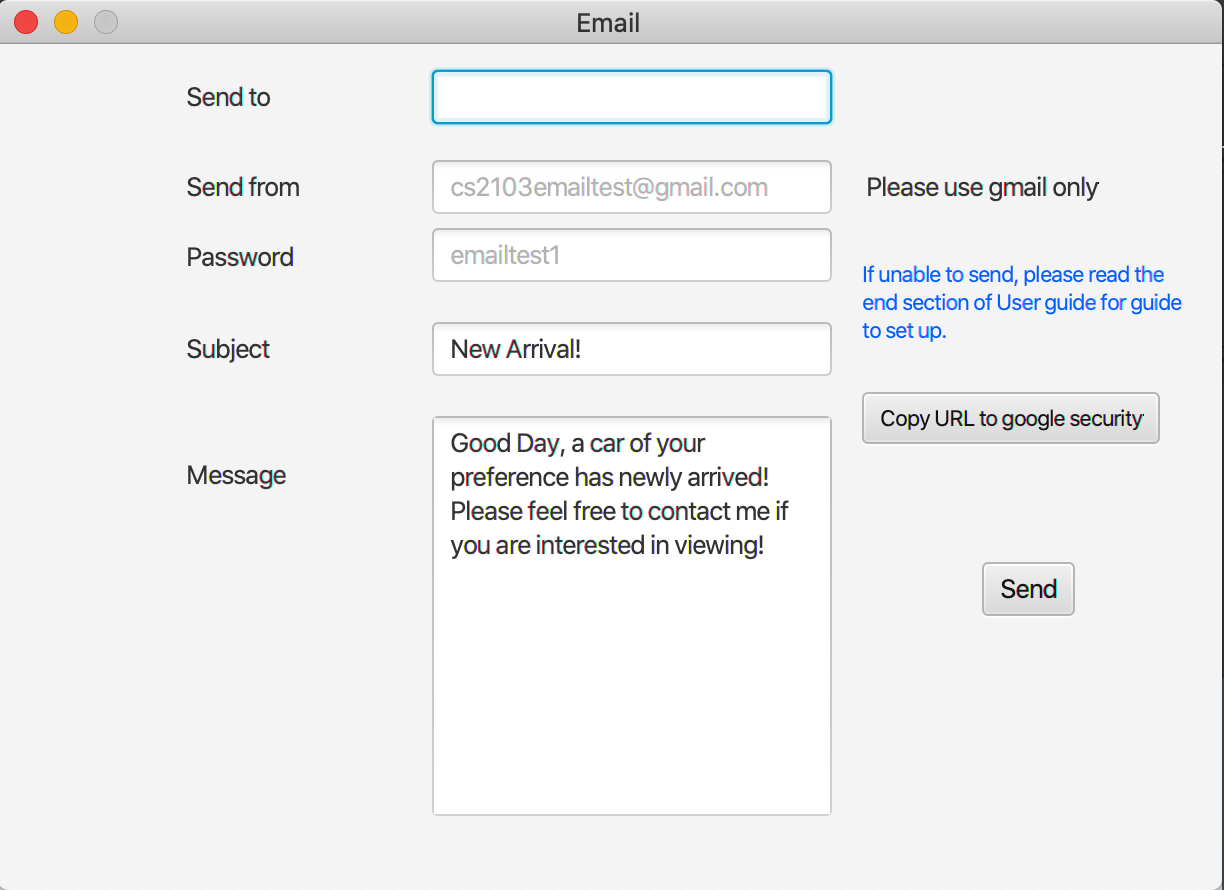 Email
Send to
Send from
cs2103emailtest@gmail.com
Please use gmail only
Password
emailtest1
If unable to send, please read the
end section of User guide for guide
to set up.
Subject
New Arrival!
Copy URL to google security
Message
Good Day, a car of your
preference has newly arrived!
Please feel free to contact me if
you are interested in viewing!
Send